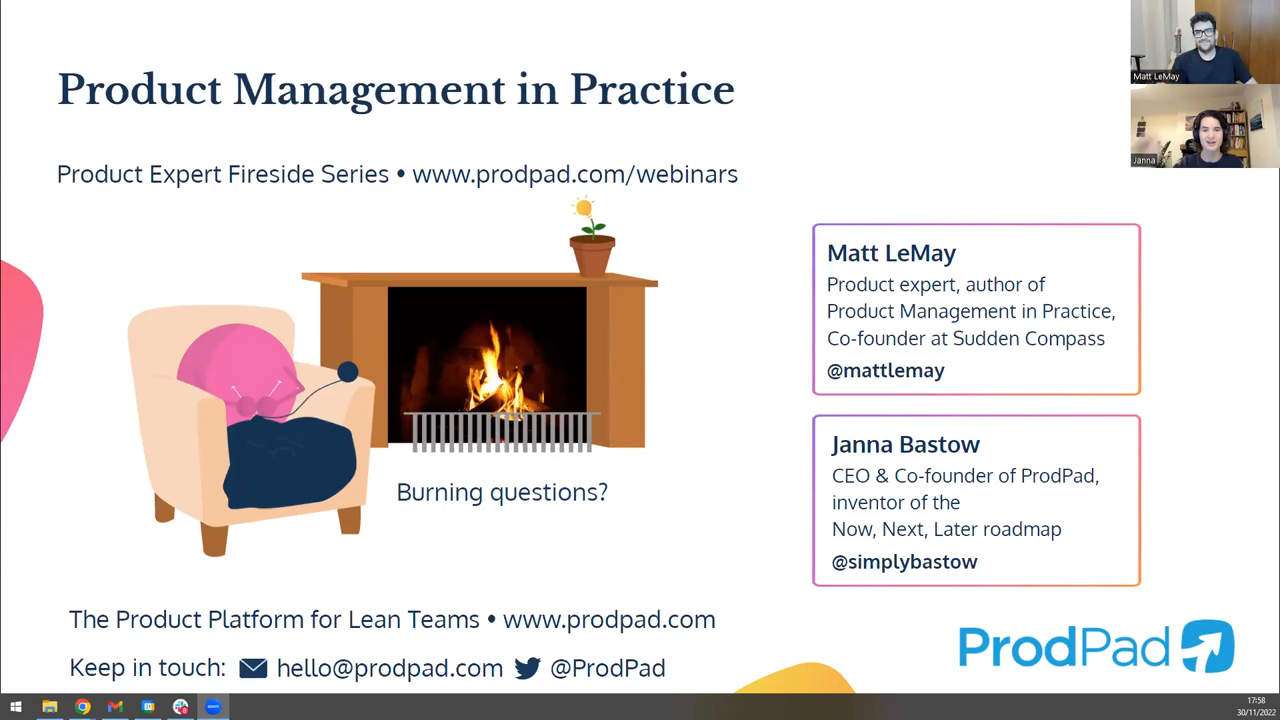 Product Management in Practice
Matt LeMay
Janna
Product Expert Fireside Series • www.prodpad.com/webinars
Matt LeMay
Product expert, author of
Product Management in Practice,
Co-founder at Sudden Compass
@mattlemay
Burning questions?
Janna Bastow
CEO & Co-founder of ProdPad,
inventor of the
Now, Next, Later roadmap
@simplybastow
The Product Platform for Lean Teams • www.prodpad.com
Keep in touch: hello@prodpad.com @ProdPad
ProdPad
17:58
30/11/2022